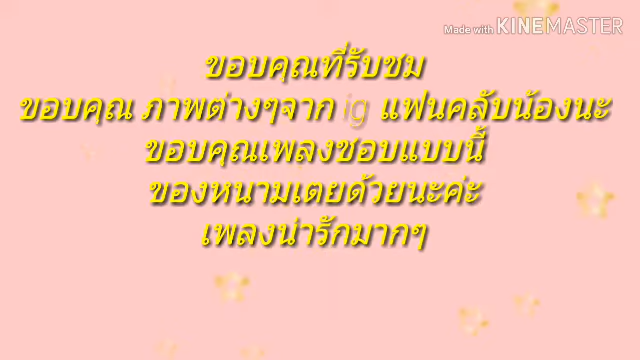 Made with KINEMASTER
ขอบคุณที่รับชม
ขอบคุณ ภาพต่างๆจาก ig แฟนคลับน้องนะ
ขอบคุณเพลงชอบแบบนี้
ของหนามเตยด้วยนะค่ะ
เพลงน่ารักมากๆ